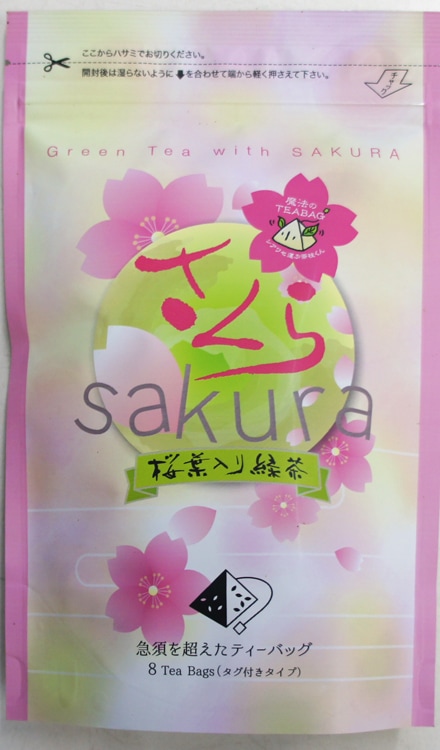 ここからハサミでお切りください。
開封後は湿らないように⬇を合わせて端から軽く押さえて下さい。
チャック
Green Tea with SAKURA
魔法の
TEABAG
さくら
sakura
桜葉入り緑茶
急須を超えたティーバッグ
8 Tea Bags(タグ付きタイプ)